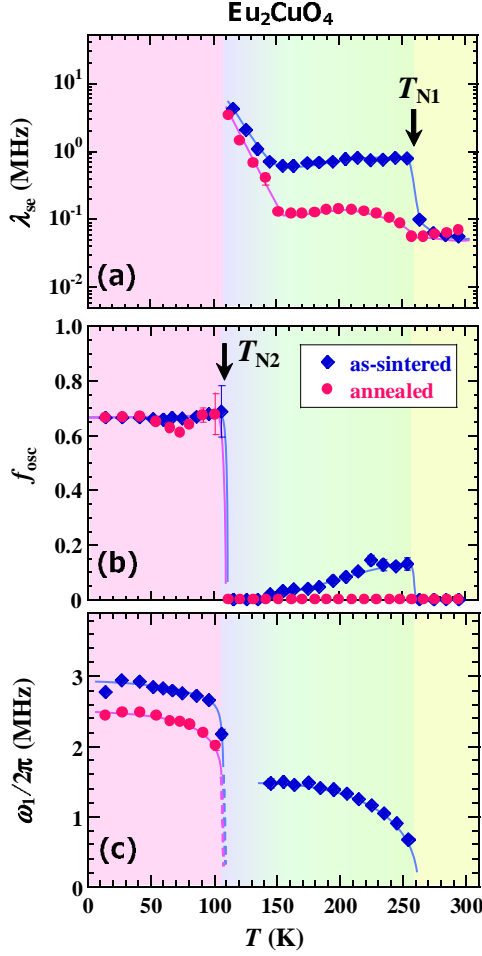 Eu₂CuO₄
10¹
10⁰
10⁻¹
10⁻²
λse (MHz)
TN1
(a)
1.0
0.8
0.6
0.4
0.2
0
fosc
TN2
as-sintered
annealed
(b)
3
2
1
0
ω₁/2π (MHz)
(c)
0 50 100 150 200 250 300
T (K)